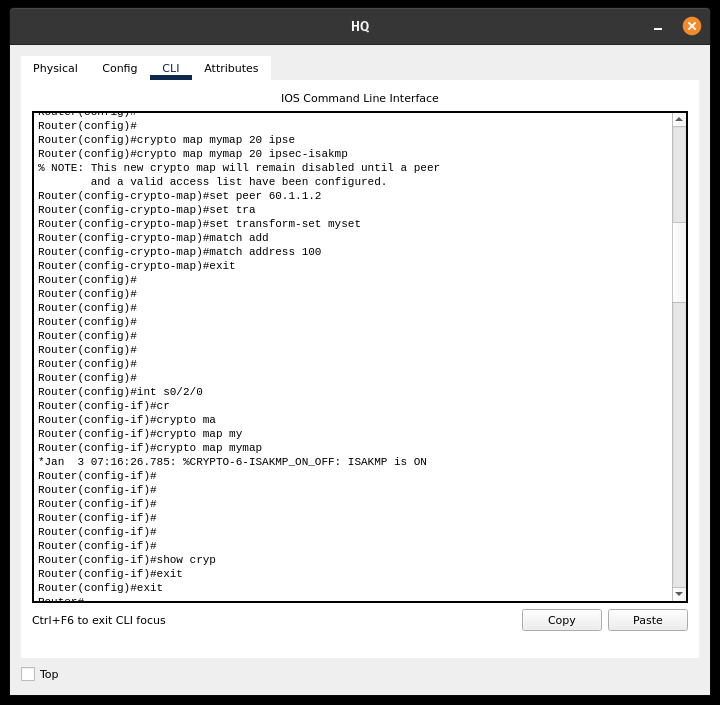 HQ
Physical Config CLI Attributes
IOS Command Line Interface
Router(config)#
Router(config)#
Router(config)#crypto map mymap 20 ipse
Router(config)#crypto map mymap 20 ipsec-isakmp
% NOTE: This new crypto map will remain disabled until a peer
and a valid access list have been configured.
Router(config-crypto-map)#set peer 60.1.1.2
Router(config-crypto-map)#set tra
Router(config-crypto-map)#set transform-set myset
Router(config-crypto-map)#match add
Router(config-crypto-map)#match address 100
Router(config-crypto-map)#exit
Router(config)#
Router(config)#
Router(config)#
Router(config)#
Router(config)#
Router(config)#
Router(config)#
Router(config)#
Router(config)#int s0/2/0
Router(config-if)#cr
Router(config-if)#crypto ma
Router(config-if)#crypto map my
Router(config-if)#crypto map mymap
*Jan  3 07:16:26.785: %CRYPTO-6-ISAKMP_ON_OFF: ISAKMP is ON
Router(config-if)#
Router(config-if)#
Router(config-if)#
Router(config-if)#
Router(config-if)#
Router(config-if)#
Router(config-if)#show cryp
Router(config-if)#exit
Router(config)#exit
Router#
Ctrl+F6 to exit CLI focus
Copy Paste
Top